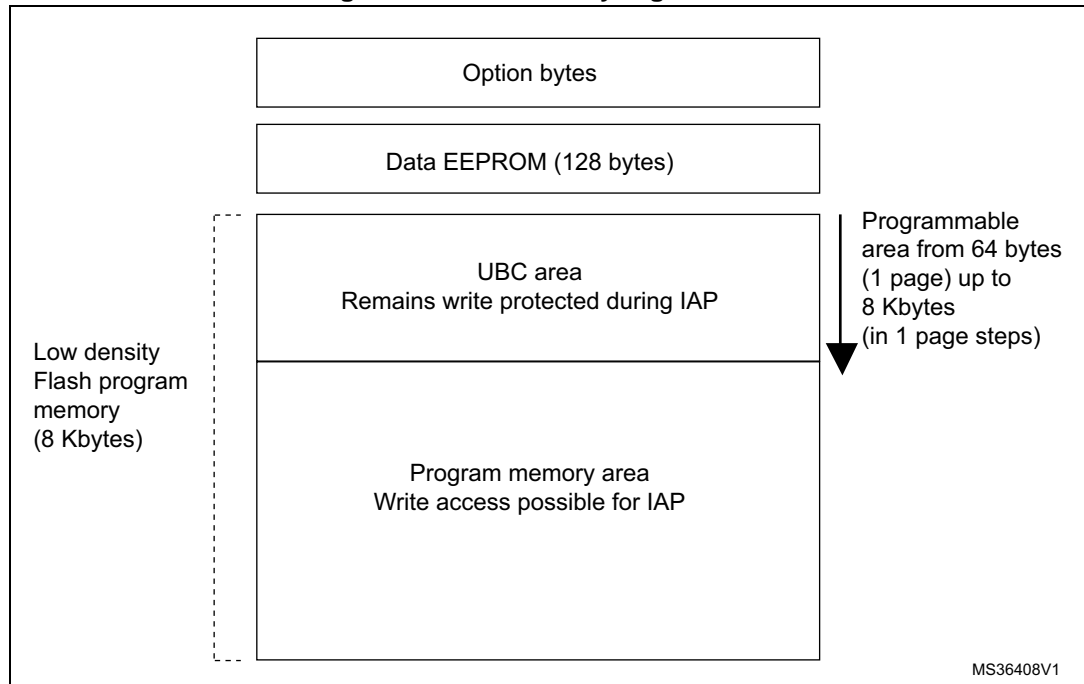 Option bytes
Data EEPROM (128 bytes)
UBC area
Remains write protected during IAP
Programmable
area from 64 bytes
(1 page) up to
8 Kbytes
(in 1 page steps)
Low density
Flash program
memory
(8 Kbytes)
Program memory area
Write access possible for IAP
MS36408V1